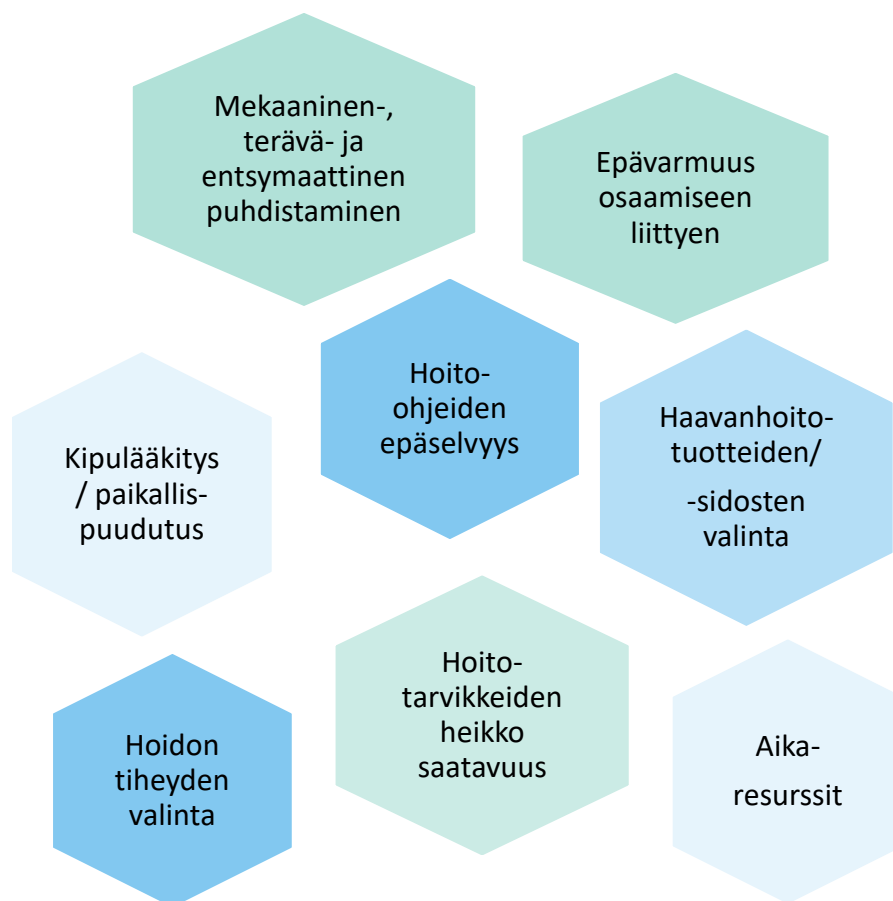 Mekaaninen-,
terävä- ja
entsymaattinen
puhdistaminen
Epävarmuus
osaamiseen
liittyen
Hoito-
ohjeiden
epäselvyys
Haavanhoito-
tuotteiden/
-sidosten
valinta
Kipulääkitys
/ paikallis-
puudutus
Hoito-
tarvikkeiden
heikko
saatavuus
Hoidon
tiheyden
valinta
Aika-
resurssit